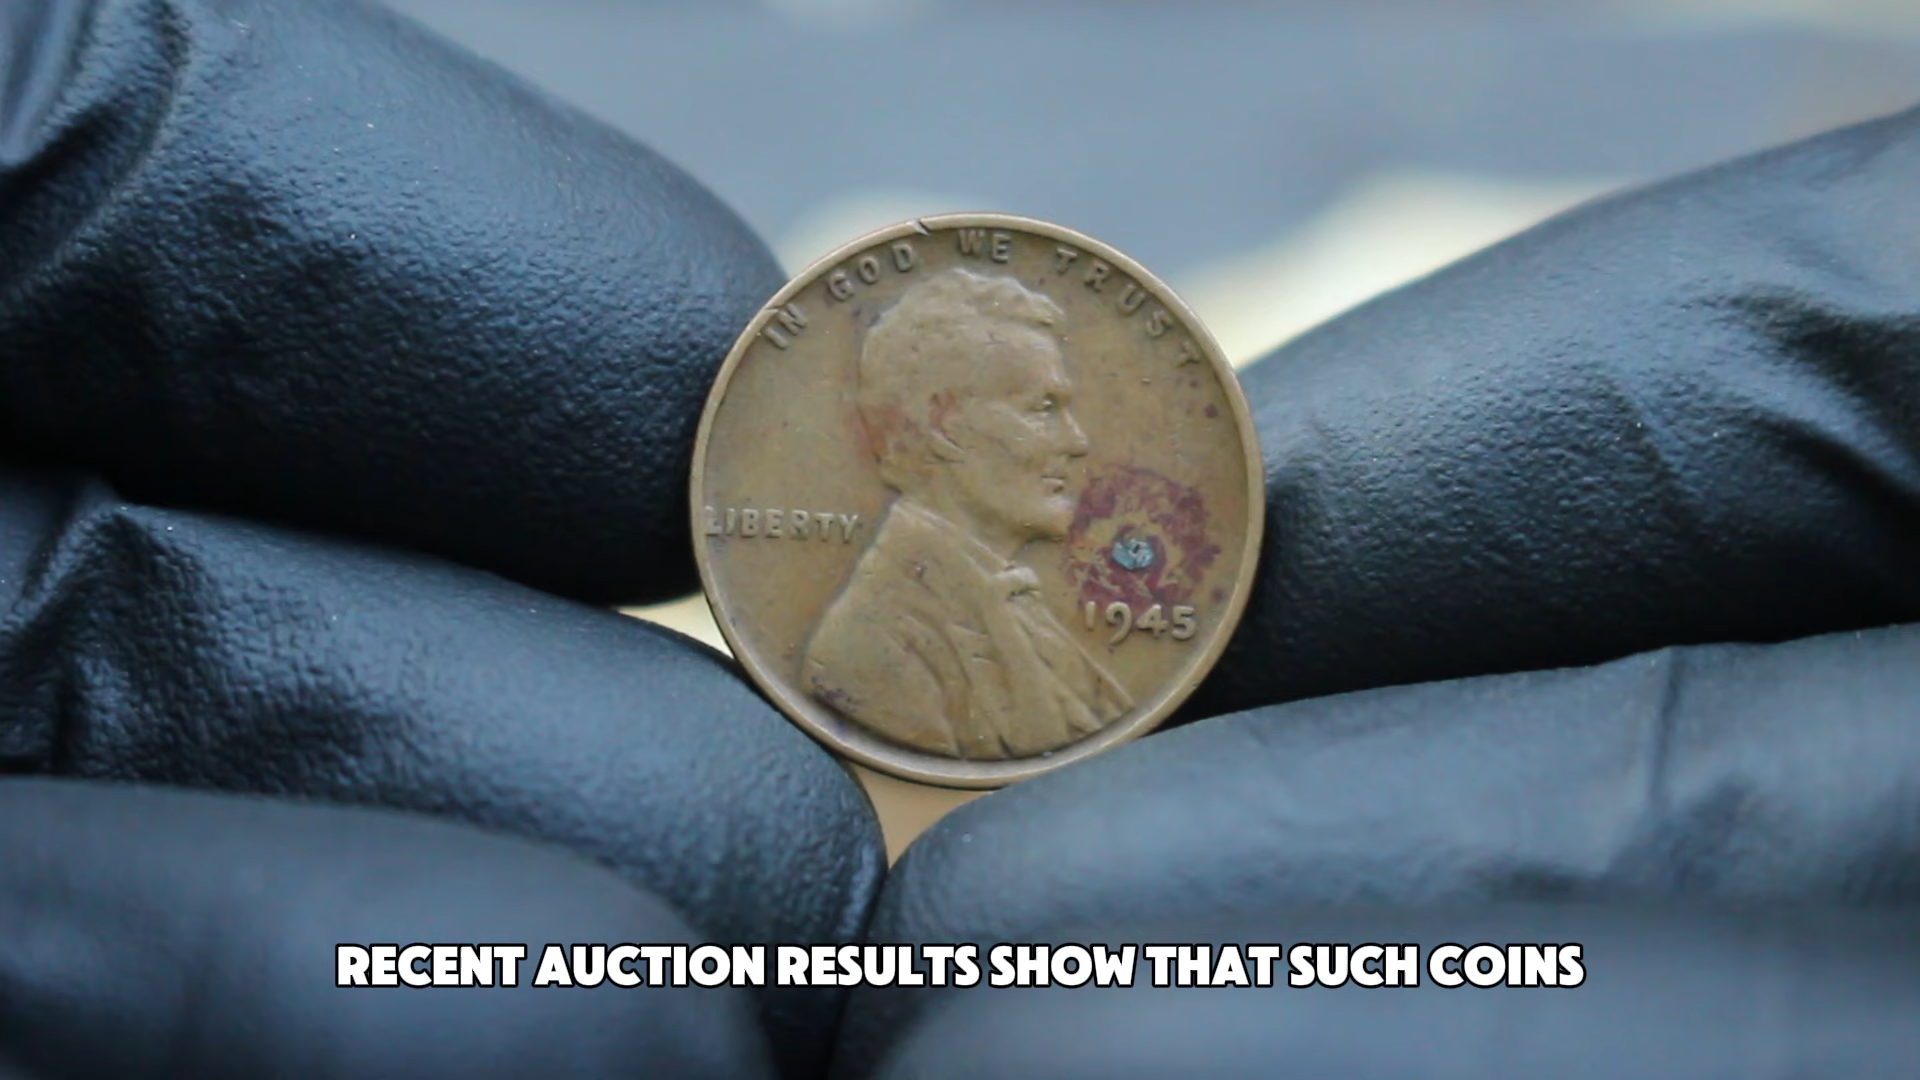 IN GOD WE TRUST
LIBERTY
1945
RECENT AUCTION RESULTS SHOW THAT SUCH COINS